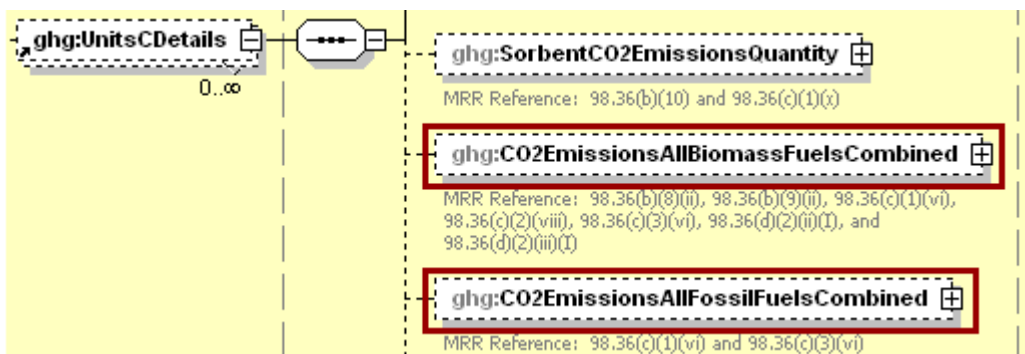 ghg:UnitsCDetails
0..∞
ghg:SorbentCO2EmissionsQuantity
MRR Reference: 98.36(b)(10) and 98.36(c)(1)(x)
ghg:CO2EmissionsAllBiomassFuelsCombined
MRR Reference: 98.36(b)(8)(ii), 98.36(b)(9)(ii), 98.36(c)(1)(vi),
98.36(c)(2)(viii), 98.36(c)(3)(vi), 98.36(d)(2)(ii)(I), and
98.36(d)(2)(iii)(I)
ghg:CO2EmissionsAllFossilFuelsCombined
MRR Reference: 98.36(c)(1)(vi) and 98.36(c)(3)(vi)